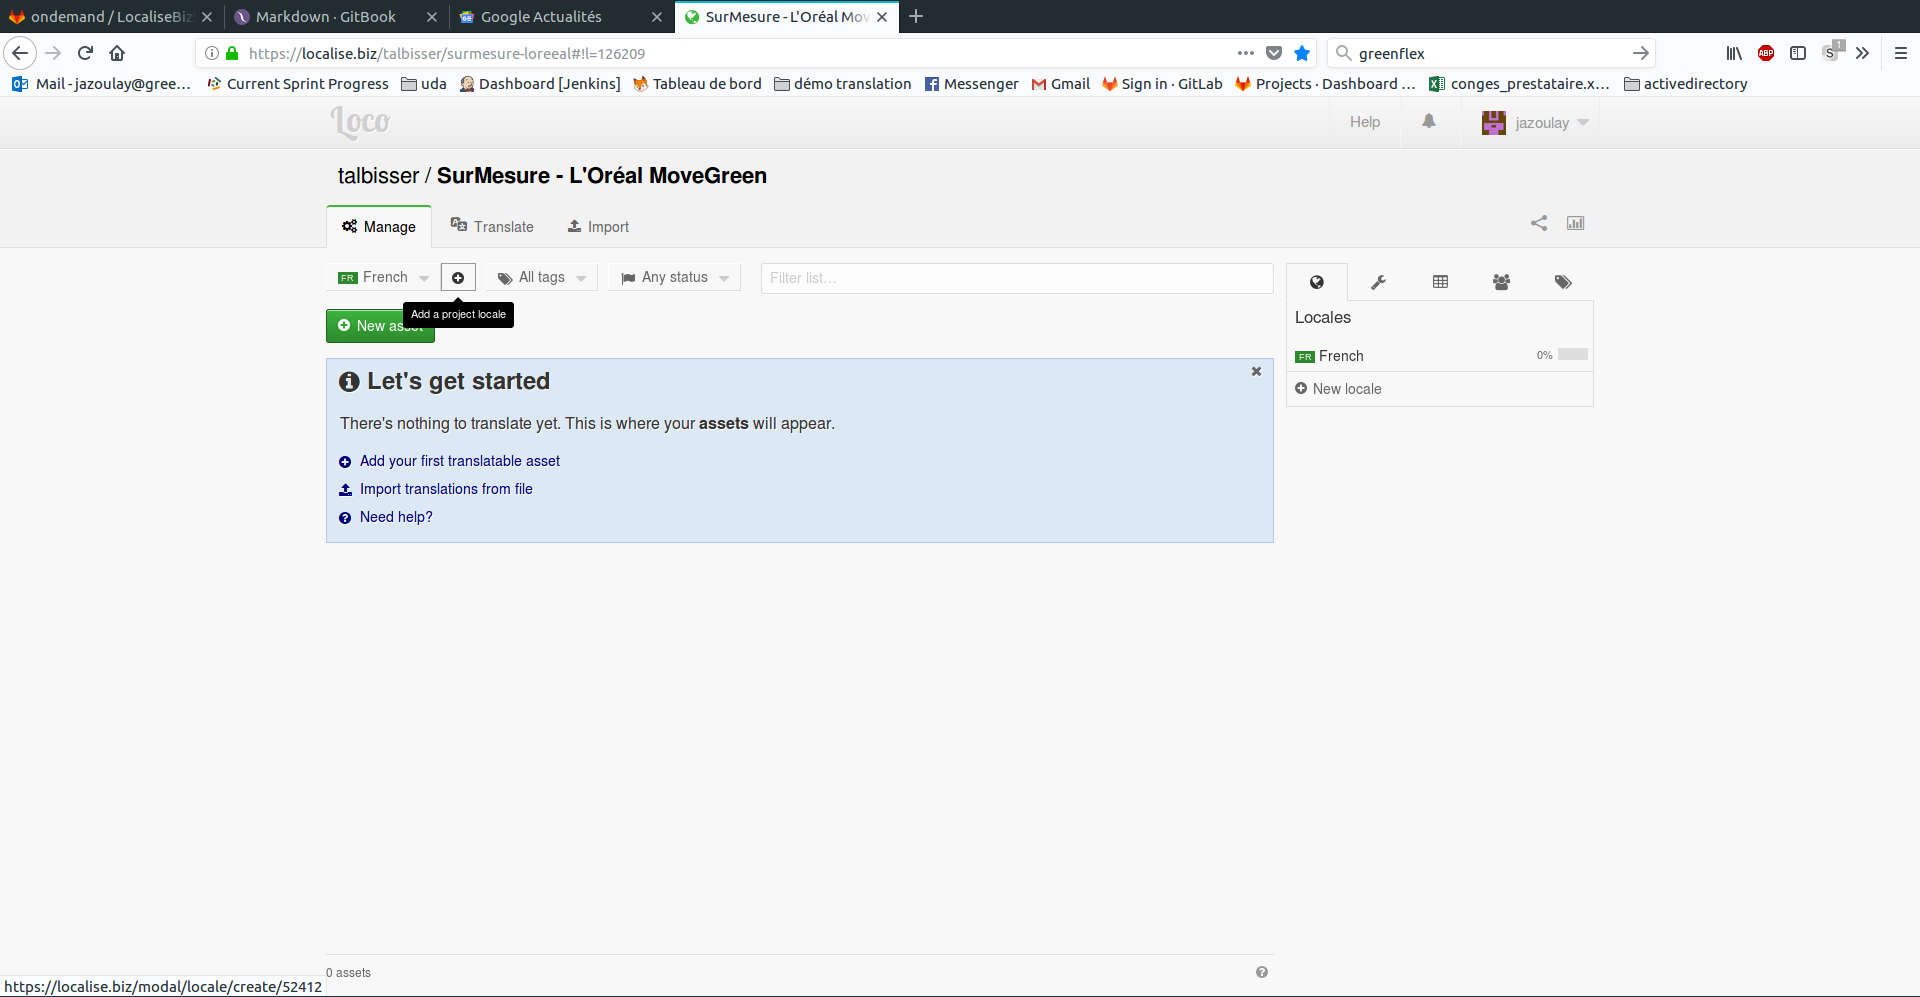 ondemand / LocaliseBiz
Markdown · GitBook
Google Actualités
SurMesure - L'Oréal Mov
https://localise.biz/talbisser/surmesure-loreeal#!l=126209
greenflex
ABP
S
1
Mail - jazoulay@gree…
Current Sprint Progress
uda
Dashboard [Jenkins]
Tableau de bord
démo translation
Messenger
Gmail
Sign in · GitLab
Projects · Dashboard …
conges_prestataire.x…
activedirectory
Loco
Help
jazoulay
talbisser / SurMesure - L'Oréal MoveGreen
Manage
Translate
Import
FR French
All tags
Any status
Filter list…
Add a project locale
New asset
Let's get started
There's nothing to translate yet. This is where your assets will appear.
Add your first translatable asset
Import translations from file
Need help?
Locales
FR French
0%
New locale
0 assets
https://localise.biz/modal/locale/create/52412